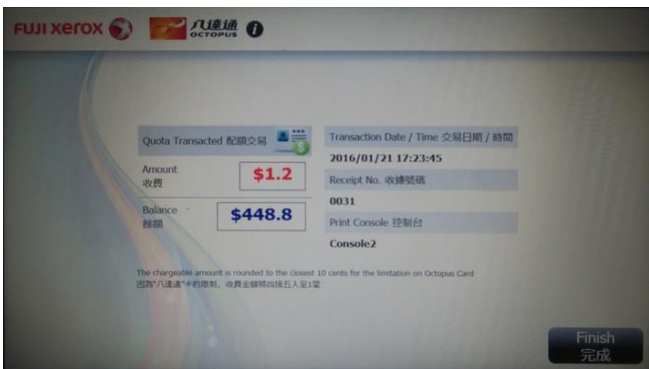 FUJI xerox 八達通
OCTOPUS i
Quota Transacted 配額交易
Amount
收費
$1.2
Balance
餘額
$448.8
Transaction Date / Time 交易日期 / 時間
2016/01/21 17:23:45
Receipt No. 收據號碼
0031
Print Console 控制台
Console2
The chargeable amount is rounded to the closest 10 cents for the limitation on Octopus Card
因為"八達通"卡的限制，收費金額將四捨五入至1毫
Finish
完成